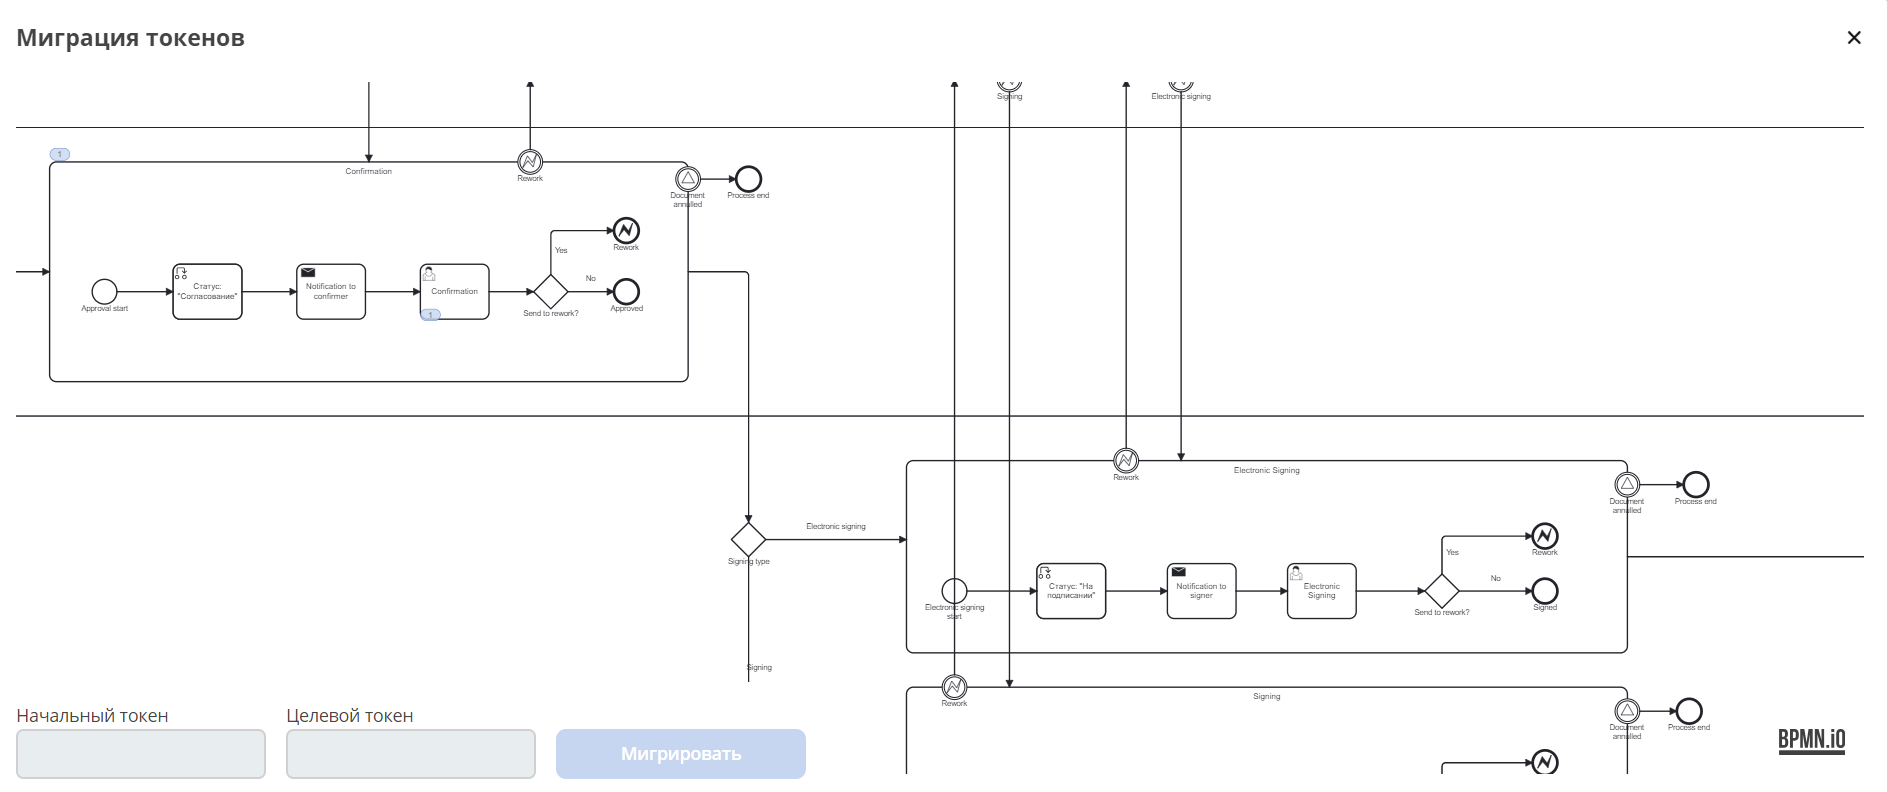 Миграция токенов
Signing
Electronic signing
1
Confirmation
Rework
Document
annulled
Process end
Yes
Rework
Статус:
"Согласование"
Notification to
confirmer
Confirmation
1
No
Approval start
Send to rework?
Approved
Rework
Electronic Signing
Document
annulled
Process end
Electronic signing
Signing type
Yes
Rework
Статус: "На
подписании"
Notification to
signer
Electronic
Signing
No
Electronic signing
start
Send to rework?
Signed
Signing
Rework
Signing
Document
annulled
Process end
Начальный токен
Целевой токен
Мигрировать
BPMN.iO